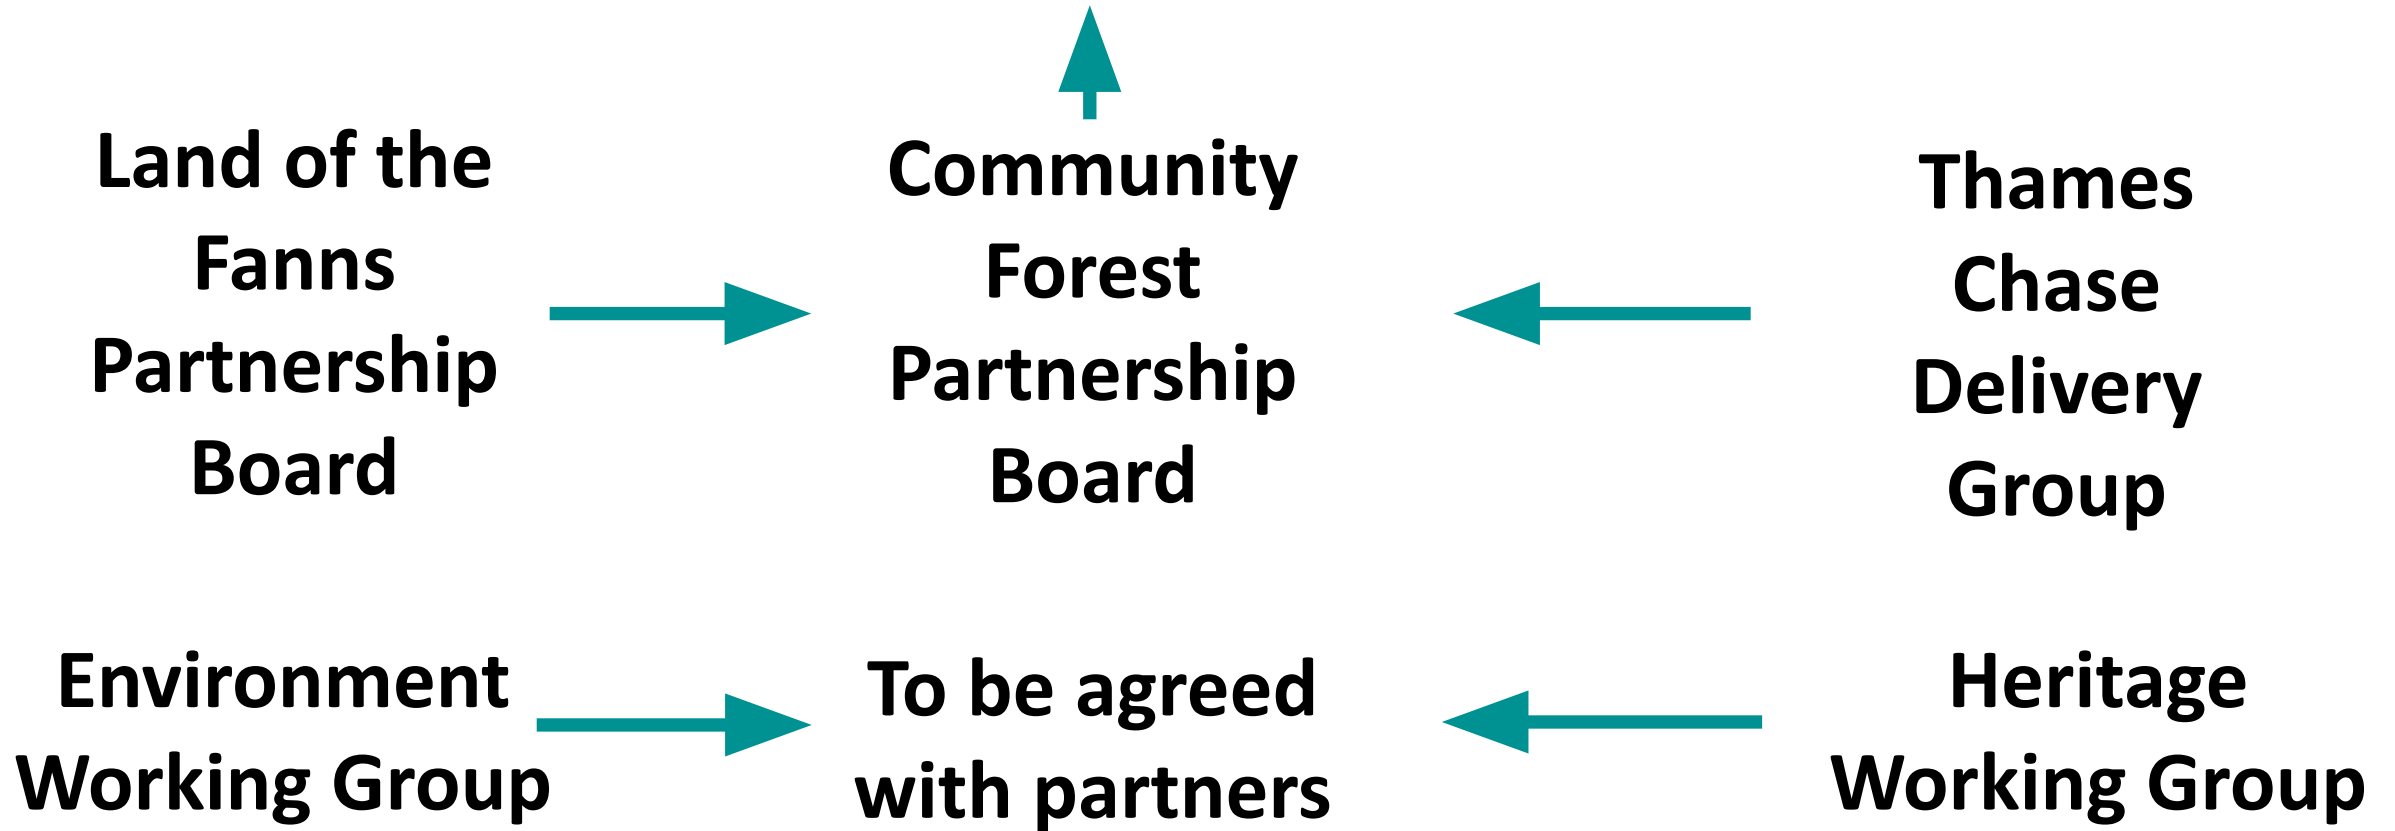 Land of the
Fanns
Partnership
Board
Community
Forest
Partnership
Board
Thames
Chase
Delivery
Group
Environment
Working Group
To be agreed
with partners
Heritage
Working Group